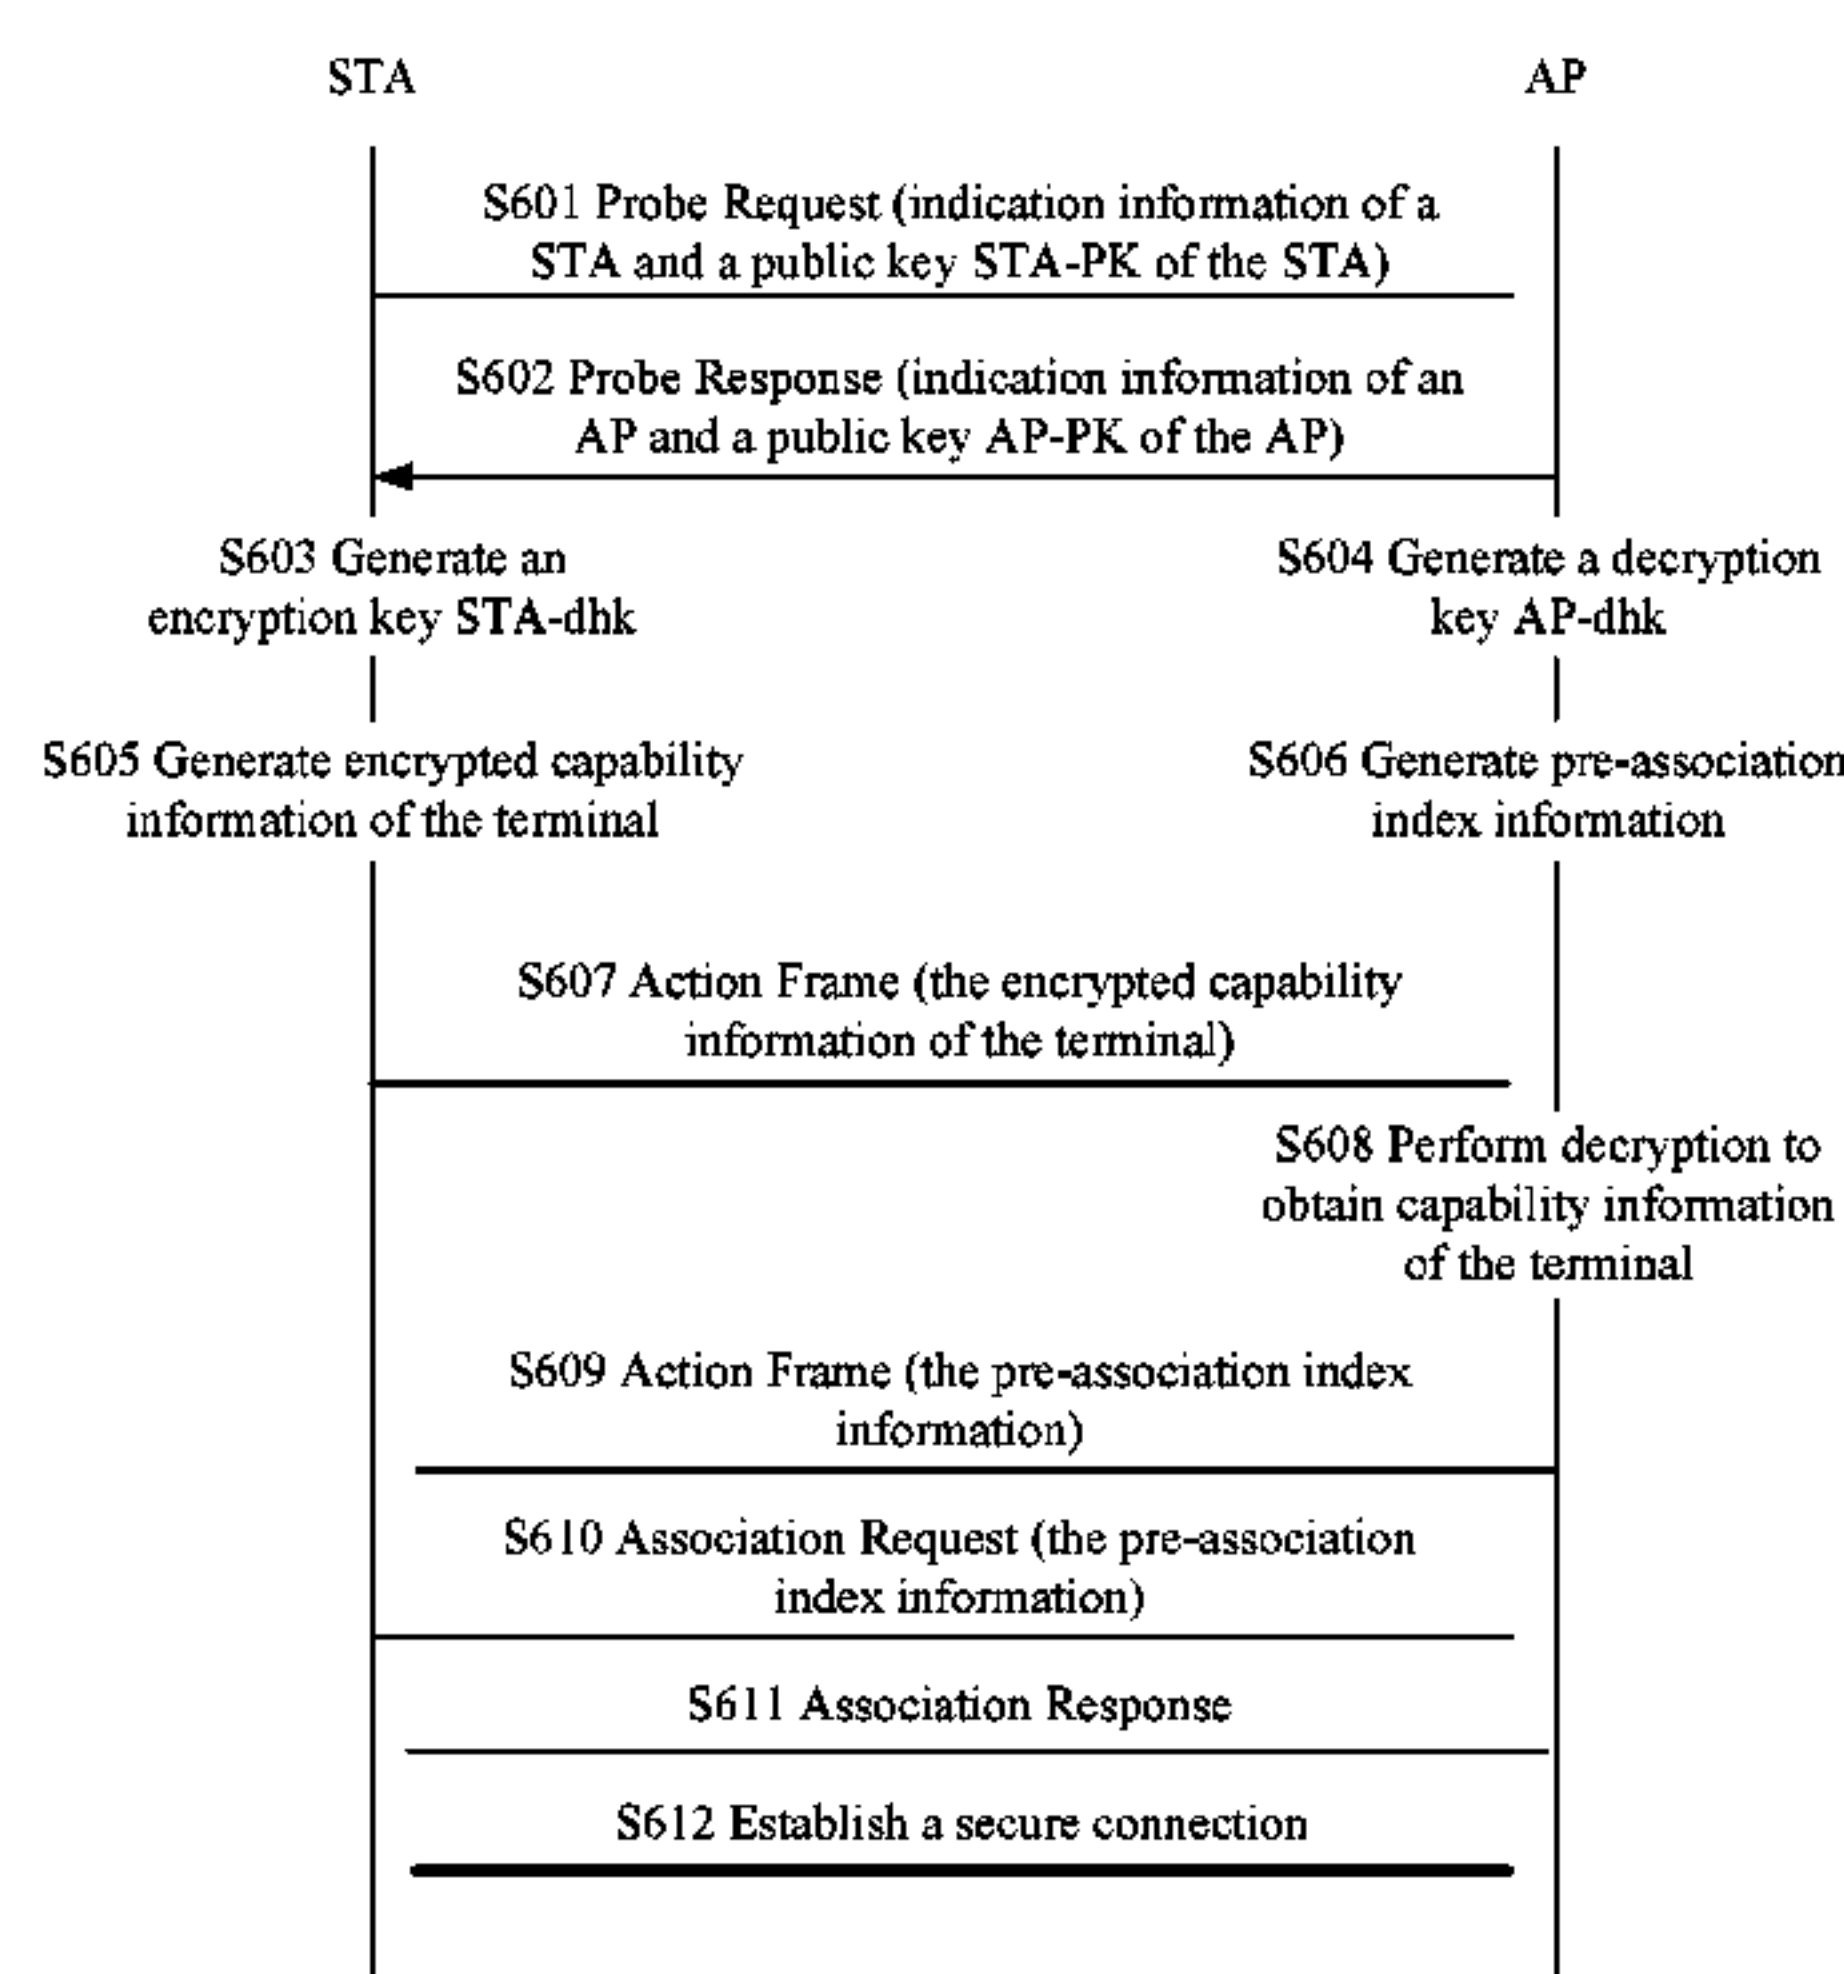 STA
AP
S601 Probe Request (indication information of a
STA and a public key STA-PK of the STA)
S602 Probe Response (indication information of an
AP and a public key AP-PK of the AP)
S603 Generate an
encryption key STA-dhk
S604 Generate a decryption
key AP-dhk
S605 Generate encrypted capability
information of the terminal
S606 Generate pre-association
index information
S607 Action Frame (the encrypted capability
information of the terminal)
S608 Perform decryption to
obtain capability information
of the terminal
S609 Action Frame (the pre-association index
information)
S610 Association Request (the pre-association
index information)
S611 Association Response
S612 Establish a secure connection